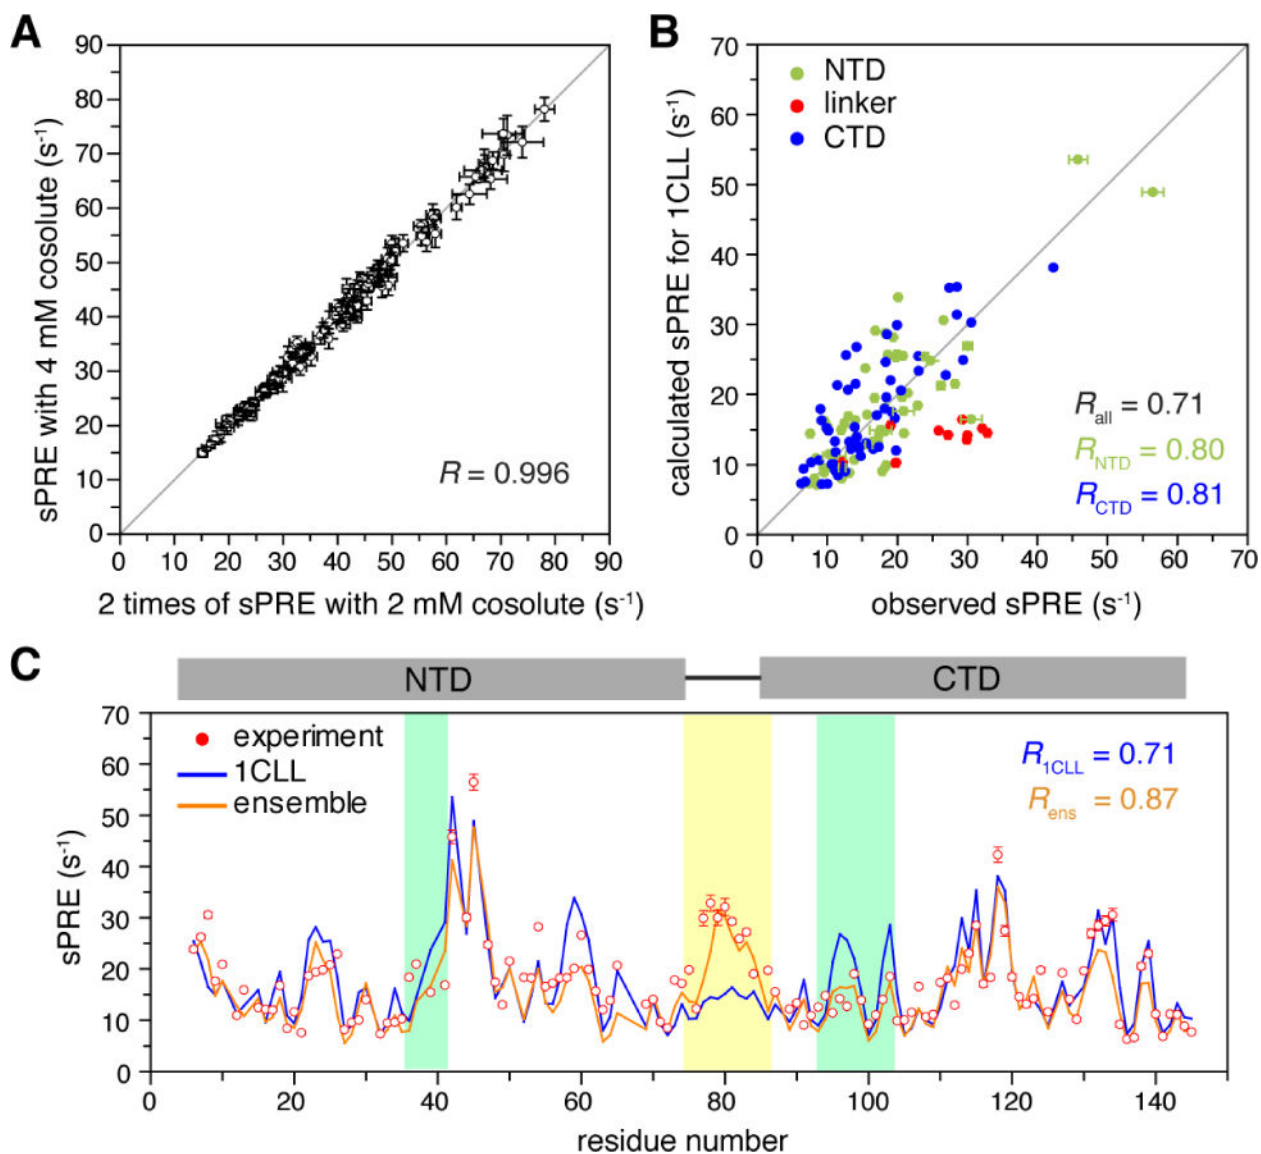 A
90
80
70
60
50
40
30
20
10
0
0 10 20 30 40 50 60 70 80 90
sPRE with 4 mM cosolute (s-1)
2 times of sPRE with 2 mM cosolute (s-1)
R = 0.996
B
70
60
50
40
30
20
10
0
0 10 20 30 40 50 60 70
calculated sPRE for 1CLL (s-1)
observed sPRE (s-1)
NTD
linker
CTD
Rall = 0.71
RNTD = 0.80
RCTD = 0.81
C
NTD CTD
70
60
50
40
30
20
10
0
0 20 40 60 80 100 120 140
sPRE (s-1)
residue number
experiment
1CLL
ensemble
R1CLL = 0.71
Rens = 0.87